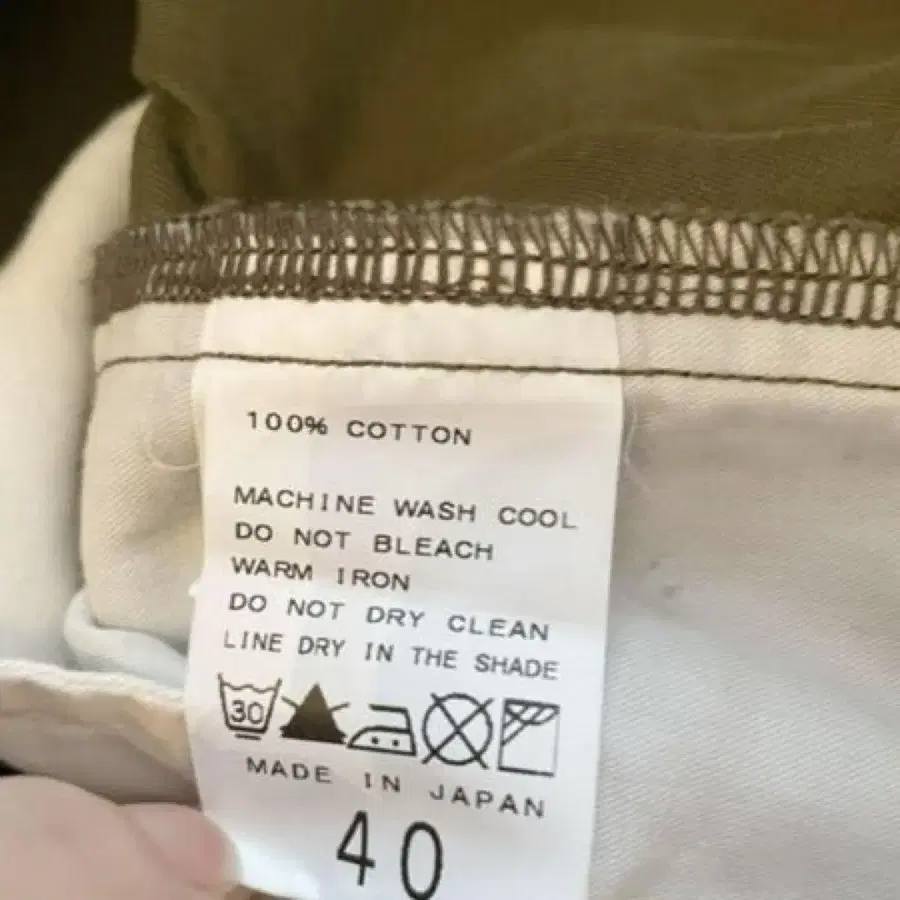 100% COTTON
MACHINE WASH COOL
DO NOT BLEACH
WARM IRON
DO NOT DRY CLEAN
LINE DRY IN THE SHADE
30
MADE IN JAPAN
40